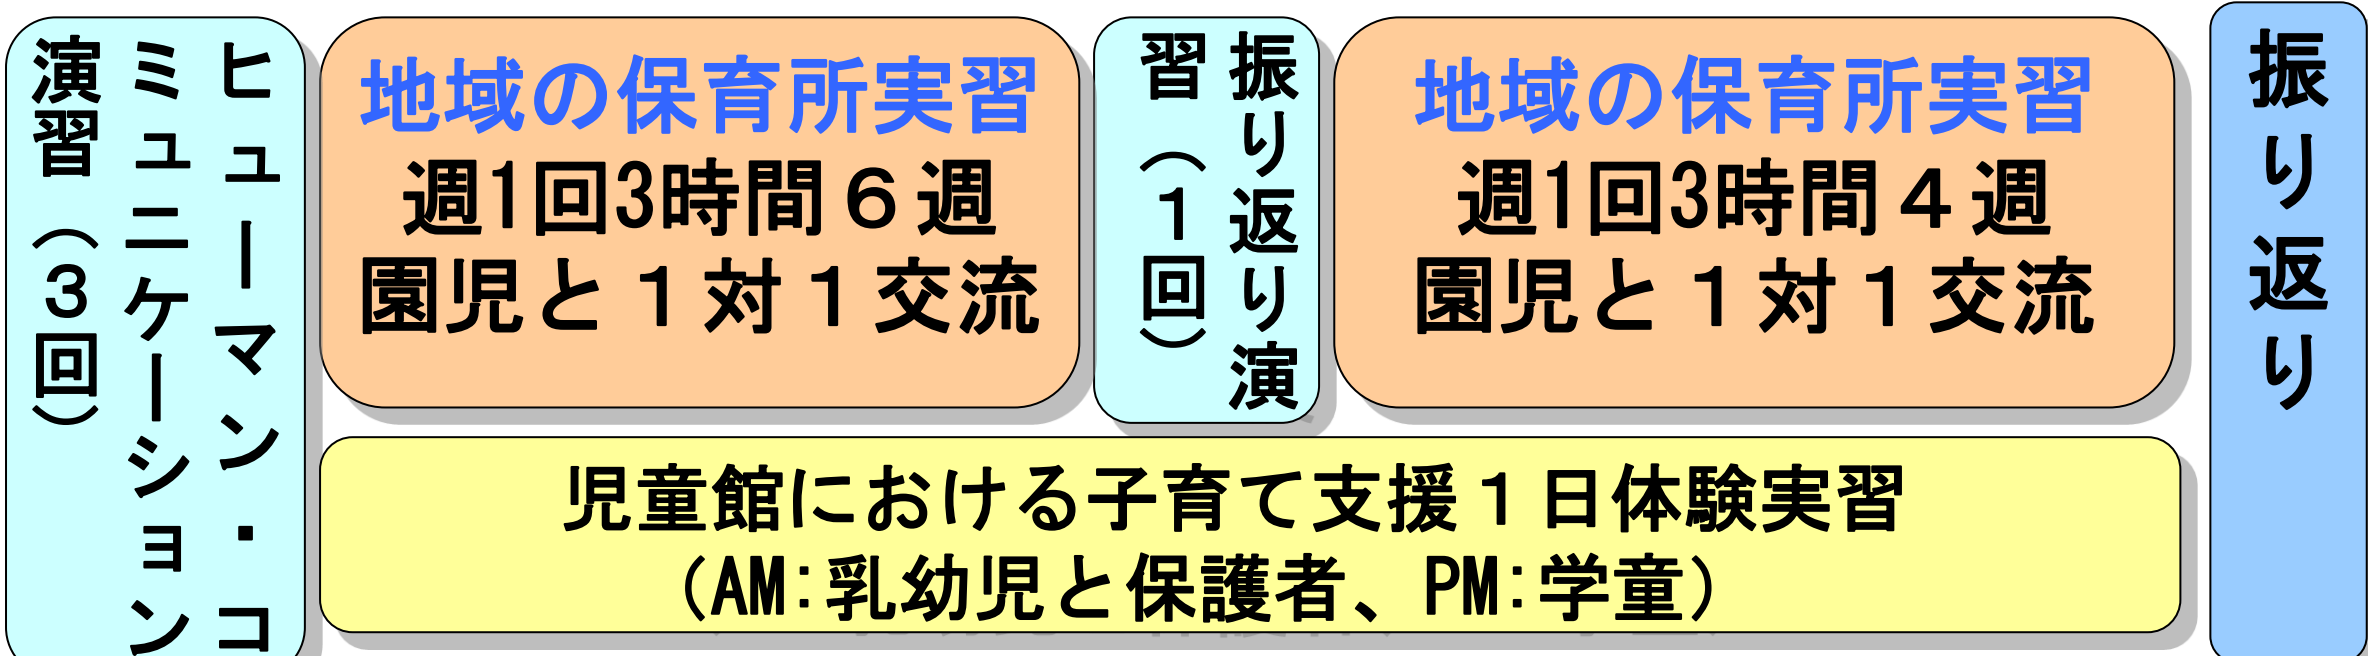 ヒューマン・コ
ミュニケーション
演習（３回）
地域の保育所実習
週1回3時間６週
園児と１対１交流
振り返り演
習（１回）
地域の保育所実習
週1回3時間４週
園児と１対１交流
振り返り
児童館における子育て支援１日体験実習
（AM:乳幼児と保護者、PM:学童）